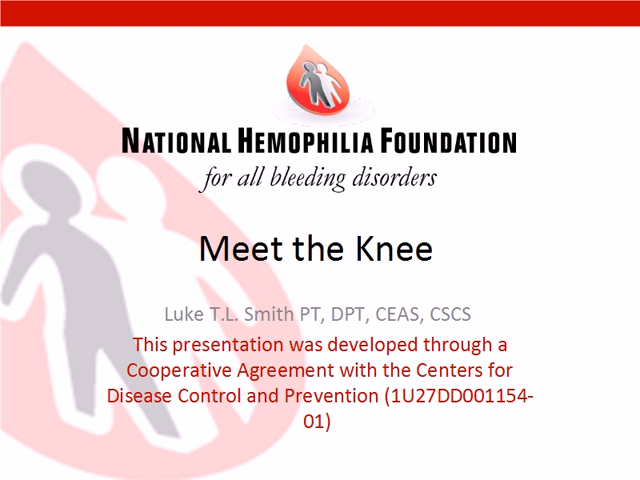 NATIONAL HEMOPHILIA FOUNDATION
for all bleeding disorders
Meet the Knee
Luke T.L. Smith PT, DPT, CEAS, CSCS
This presentation was developed through a
Cooperative Agreement with the Centers for
Disease Control and Prevention (1U27DD001154-
01)